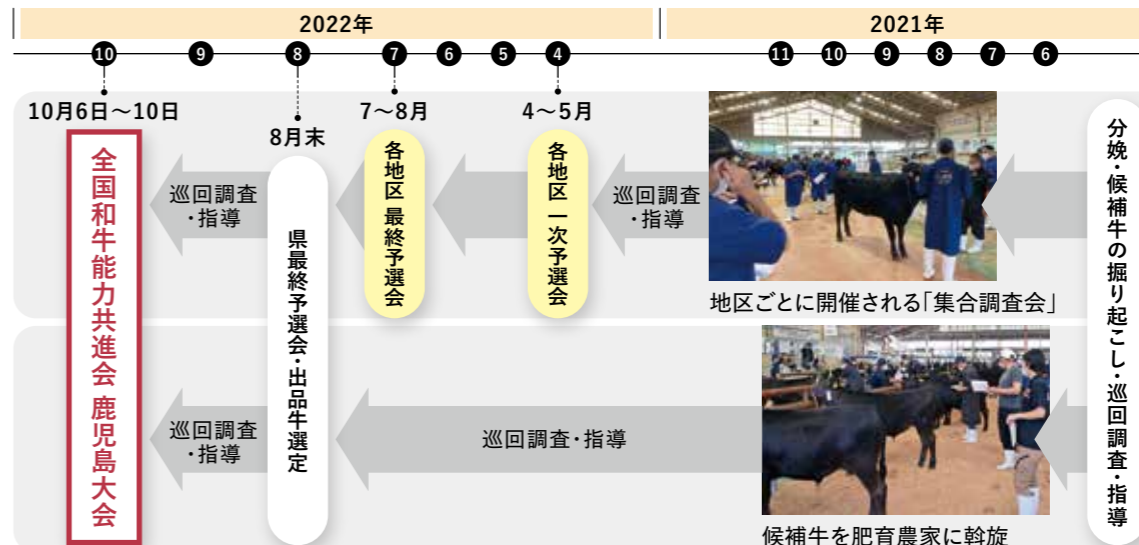 2022年
2021年
10
9
8
7
6
5
4
11
10
9
8
7
6
10月6日〜10日
8月末
7〜8月
4〜5月
分娩・候補牛の掘り起こし・巡回調査・指導
地区ごとに開催される「集合調査会」
巡回調査
・指導
各地区 一次予選会
各地区 最終予選会
県最終予選会・出品牛選定
巡回調査
・指導
全国和牛能力共進会 鹿児島大会
候補牛を肥育農家に斡旋
巡回調査・指導
巡回調査
・指導